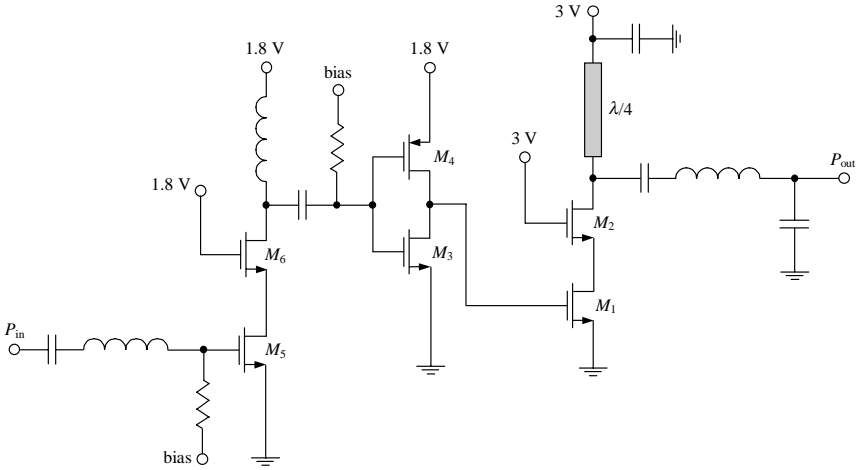 3 V
1.8 V
bias
1.8 V
λ/4
M4
3 V
Pout
1.8 V
M2
M6
M3
M1
Pin
M5
bias